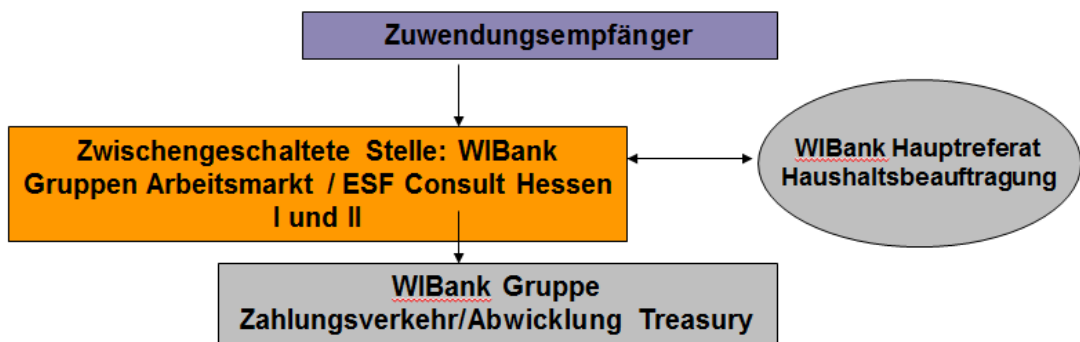 Zuwendungsempfänger
Zwischengeschaltete Stelle: WIBank
Gruppen Arbeitsmarkt / ESF Consult Hessen
I und II
WIBank Hauptreferat
Haushaltsbeauftragung
WIBank Gruppe
Zahlungsverkehr/Abwicklung Treasury